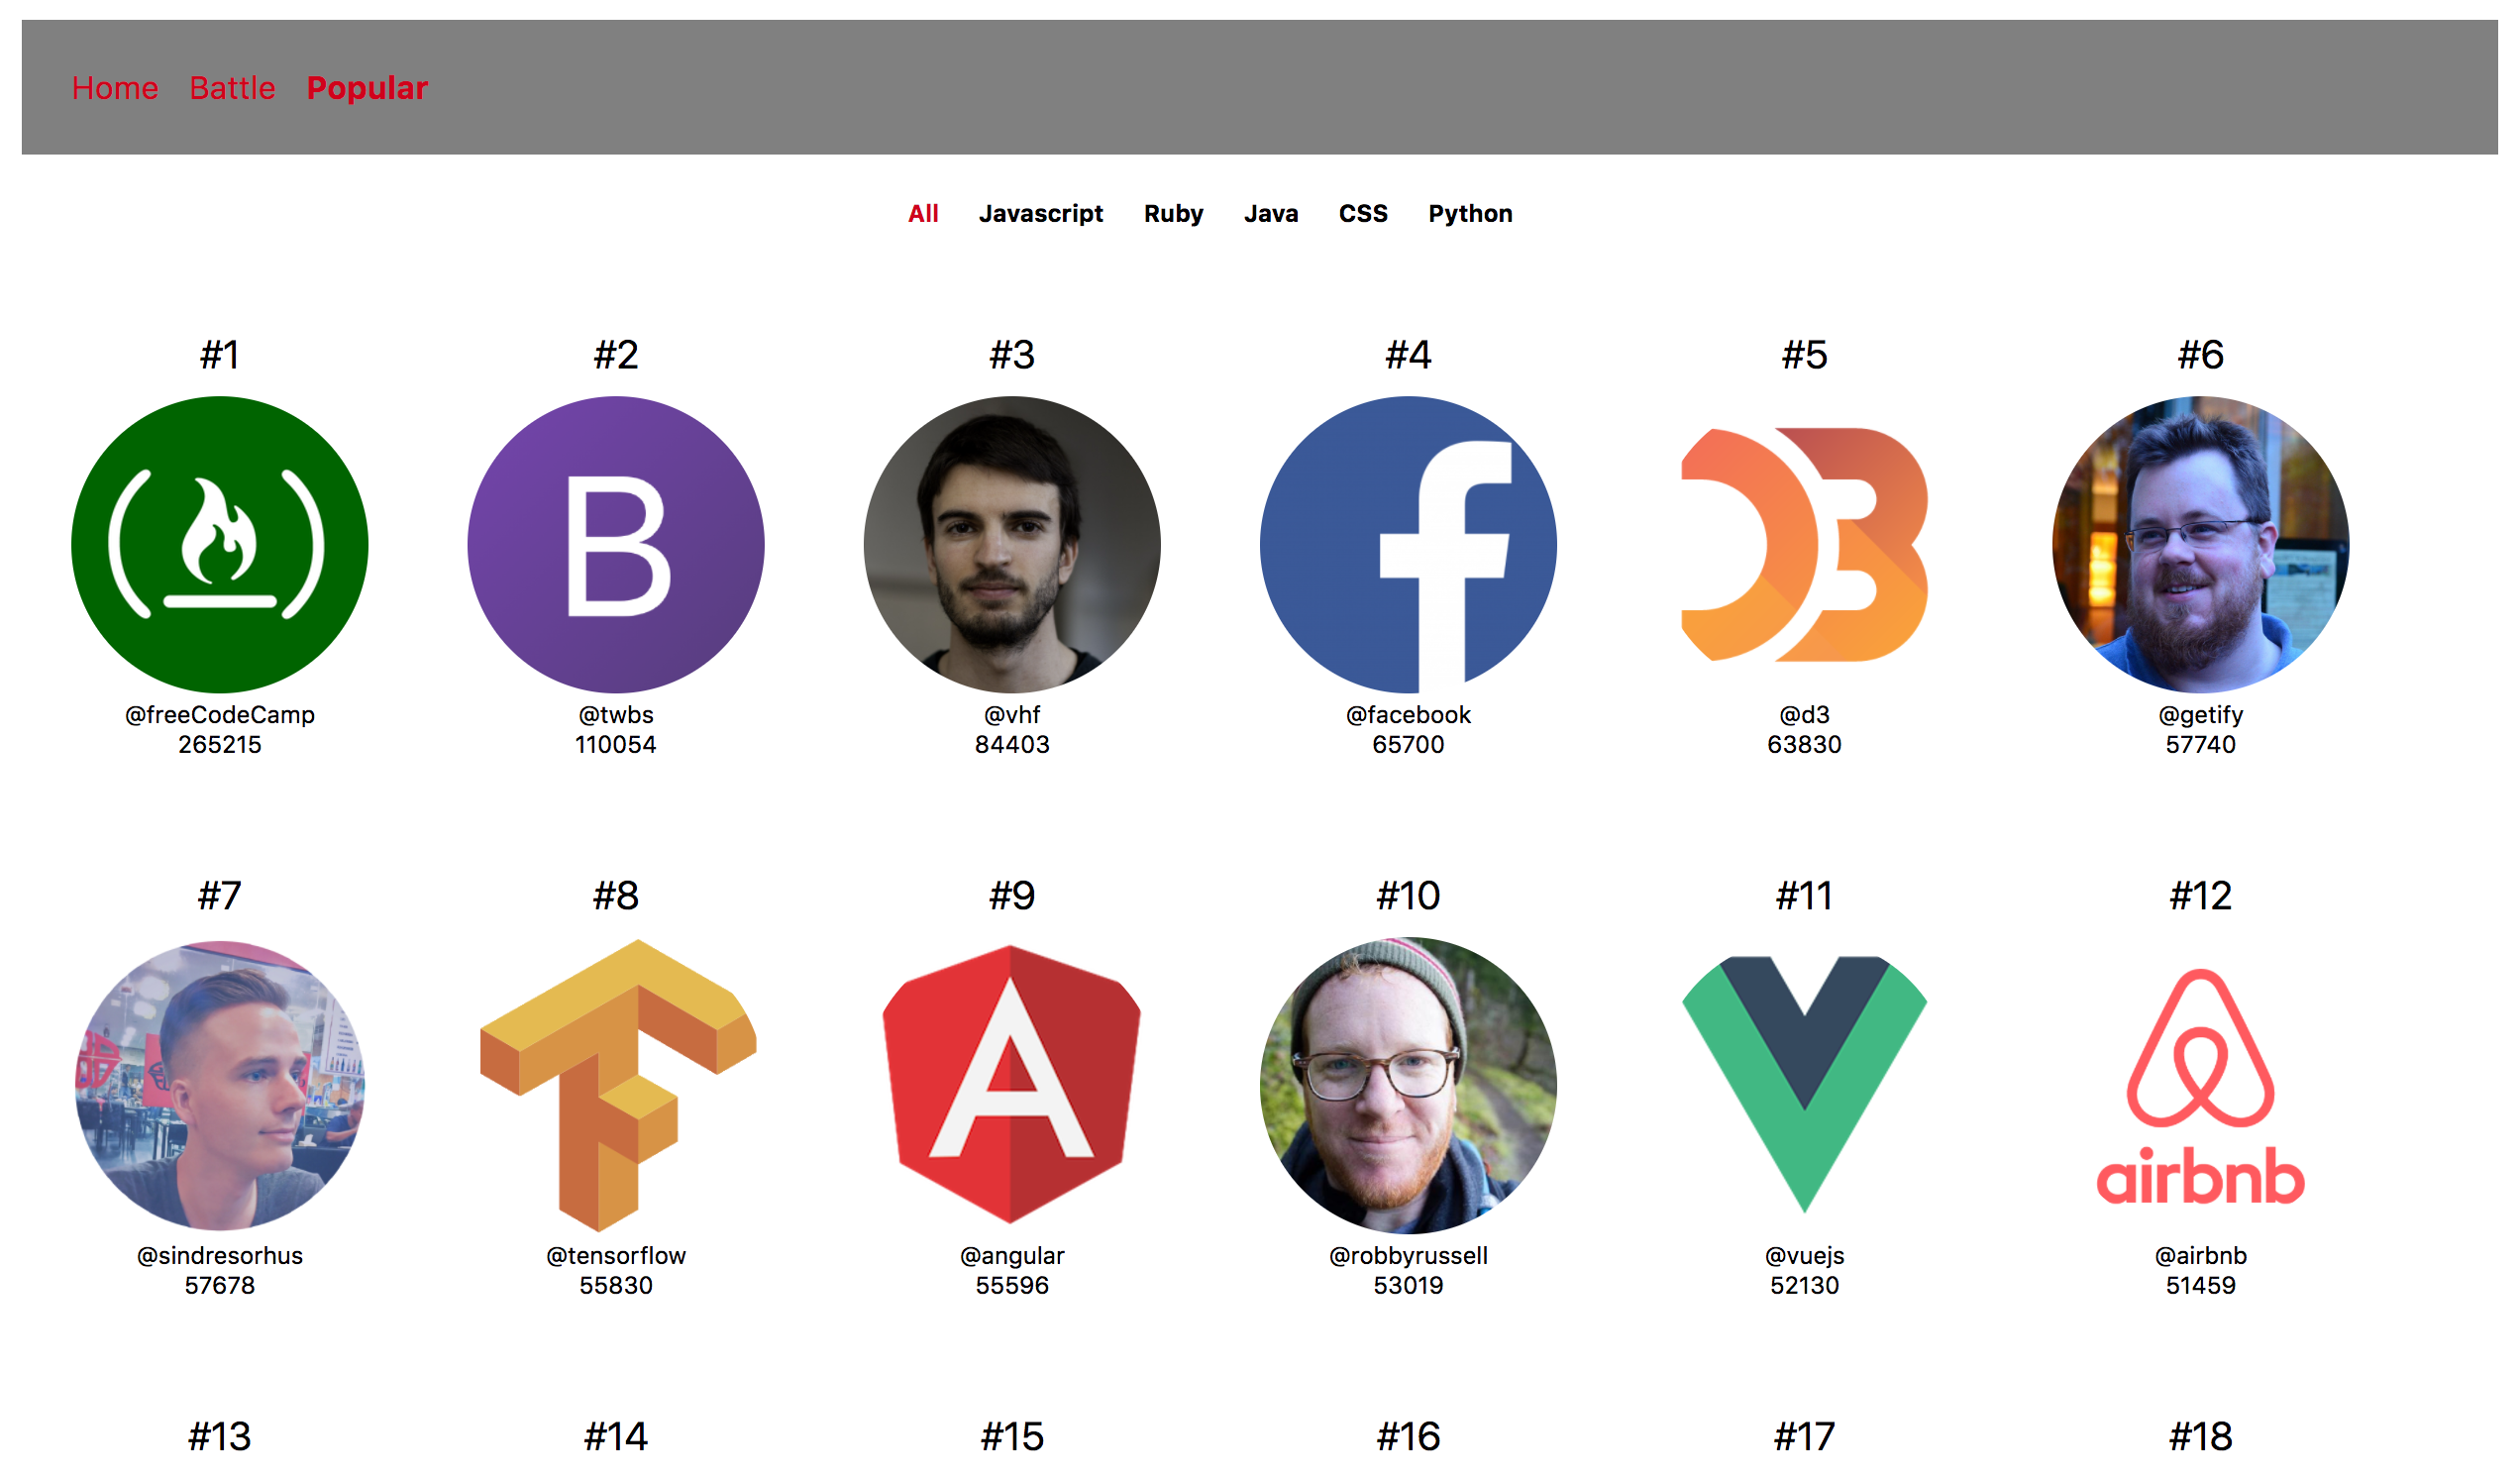 Home Battle Popular
All Javascript Ruby Java CSS Python
#1 #2 #3 #4 #5 #6
B
@freeCodeCamp @twbs @vhf @facebook @d3 @getify
265215 110054 84403 65700 63830 57740
#7 #8 #9 #10 #11 #12
airbnb
@sindresorhus @tensorflow @angular @robbyrussell @vuejs @airbnb
57678 55830 55596 53019 52130 51459
#13 #14 #15 #16 #17 #18